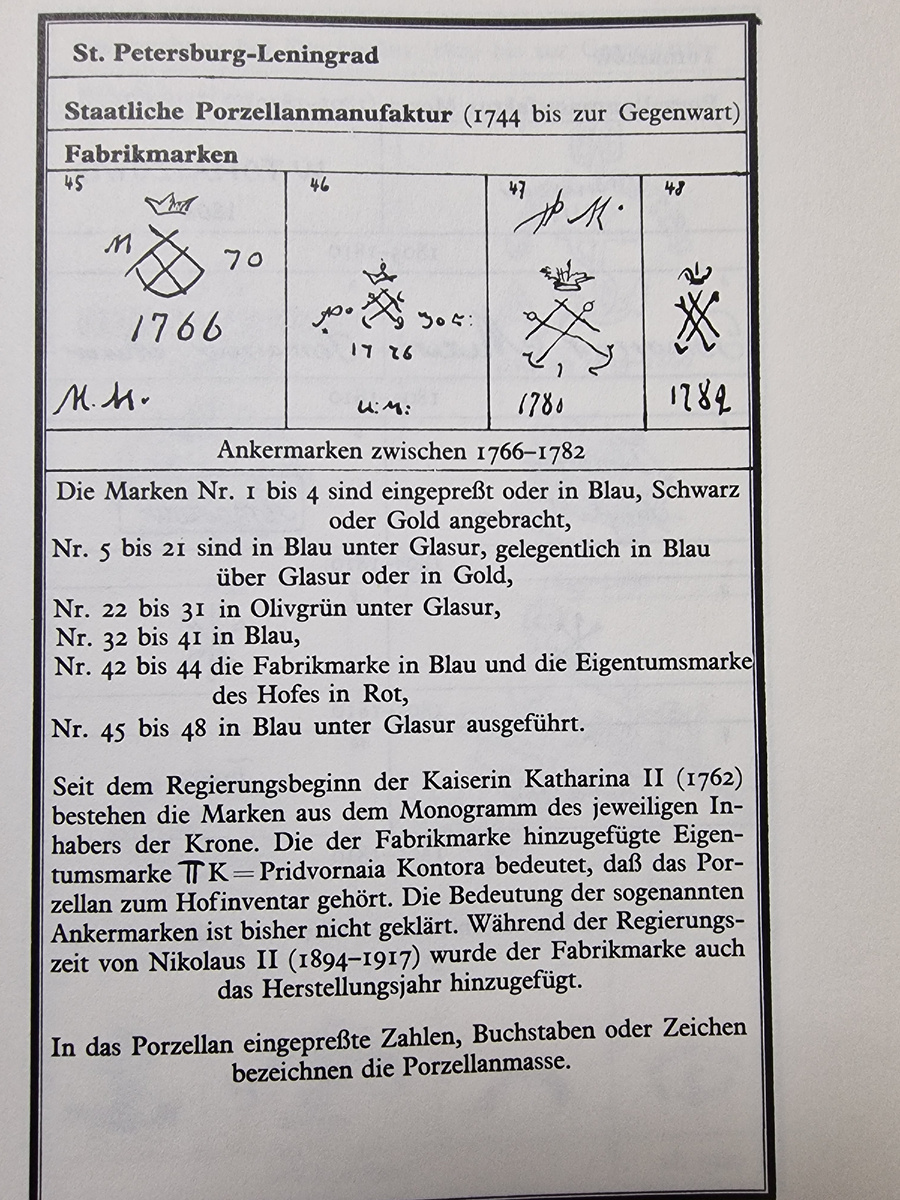 St. Petersburg-Leningrad
Staatliche Porzellanmanufaktur (1744 bis zur Gegenwart)
Fabrikmarken
45 46 47 48
M 70
1766
M.M.
1780
1782
Ankermarken zwischen 1766–1782
Die Marken Nr. 1 bis 4 sind eingepreßt oder in Blau, Schwarz
oder Gold angebracht,
Nr. 5 bis 21 sind in Blau unter Glasur, gelegentlich in Blau
über Glasur oder in Gold,
Nr. 22 bis 31 in Olivgrün unter Glasur,
Nr. 32 bis 41 in Blau,
Nr. 42 bis 44 die Fabrikmarke in Blau und die Eigentumsmarke
des Hofes in Rot,
Nr. 45 bis 48 in Blau unter Glasur ausgeführt.
Seit dem Regierungsbeginn der Kaiserin Katharina II (1762)
bestehen die Marken aus dem Monogramm des jeweiligen In-
habers der Krone. Die der Fabrikmarke hinzugefügte Eigen-
tumsmarke ПK=Pridvornaia Kontora bedeutet, daß das Por-
zellan zum Hofinventar gehört. Die Bedeutung der sogenannten
Ankermarken ist bisher nicht geklärt. Während der Regierungs-
zeit von Nikolaus II (1894–1917) wurde der Fabrikmarke auch
das Herstellungsjahr hinzugefügt.
In das Porzellan eingepreßte Zahlen, Buchstaben oder Zeichen
bezeichnen die Porzellanmasse.